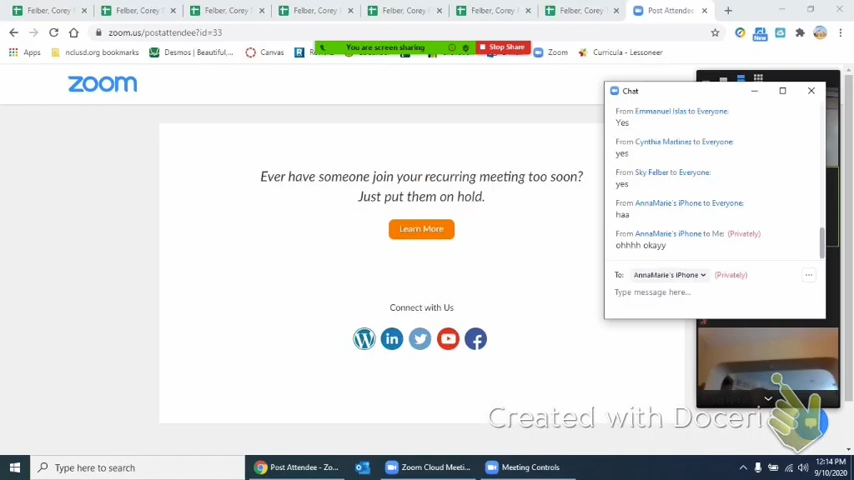 Felber, Corey
Felber, Corey
Felber, Corey
Felber, Corey
Felber, Corey
Felber, Corey
Felber, Corey
Post Attendee
zoom.us/postattendee?id=33
New
Apps
nclusd.org bookmarks
Desmos | Beautiful,...
Canvas
You are screen sharing
Stop Share
Zoom
Curricula - Lessoneer
zoom
Ever have someone join your recurring meeting too soon?
Just put them on hold.
Learn More
Connect with Us
Chat
From Emmanuel Islas to Everyone:
Yes
From Cynthia Martinez to Everyone:
yes
From Sky Felber to Everyone:
yes
From AnnaMarie's iPhone to Everyone:
haa
From AnnaMarie's iPhone to Me: (Privately)
ohhhh okayy
To: AnnaMarie's iPhone (Privately)
Type message here...
Created with Doceri
Type here to search
Post Attendee - Zo...
Zoom Cloud Meeti...
Meeting Controls
12:14 PM
9/10/2020